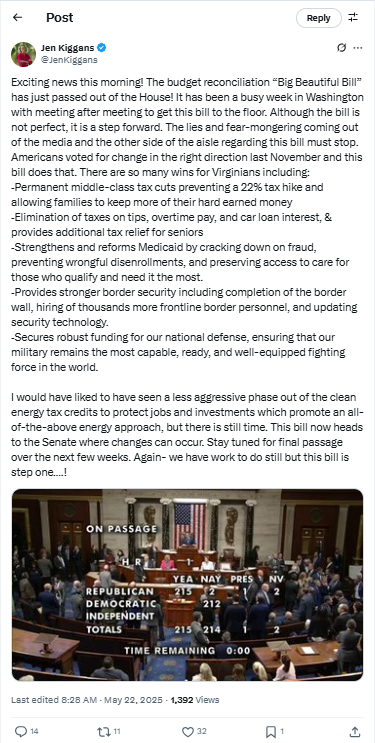 Post
Reply
Jen Kiggans
@JenKiggans
Exciting news this morning! The budget reconciliation “Big Beautiful Bill”
has just passed out of the House! It has been a busy week in Washington
with meeting after meeting to get this bill to the floor. Although the bill is
not perfect, it is a step forward. The lies and fear-mongering coming out
of the media and the other side of the aisle regarding this bill must stop.
Americans voted for change in the right direction last November and this
bill does that. There are so many wins for Virginians including:
-Permanent middle-class tax cuts preventing a 22% tax hike and
allowing families to keep more of their hard earned money
-Elimination of taxes on tips, overtime pay, and car loan interest, &
provides additional tax relief for seniors
-Strengthens and reforms Medicaid by cracking down on fraud,
preventing wrongful disenrollments, and preserving access to care for
those who qualify and need it the most.
-Provides stronger border security including completion of the border
wall, hiring of thousands more frontline border personnel, and updating
security technology.
-Secures robust funding for our national defense, ensuring that our
military remains the most capable, ready, and well-equipped fighting
force in the world.
I would have liked to have seen a less aggressive phase out of the clean
energy tax credits to protect jobs and investments which promote an all-
of-the-above energy approach, but there is still time. This bill now heads
to the Senate where changes can occur. Stay tuned for final passage
over the next few weeks. Again- we have work to do still but this bill is
step one....!
ON PASSAGE
H R 1
YEA NAY PRES NV
REPUBLICAN 215 2 1 2
DEMOCRATIC 212
INDEPENDENT
TOTALS 215 214 1 2
TIME REMAINING 0:00
Last edited 8:28 AM · May 22, 2025 · 1,392 Views
14 11 32 1